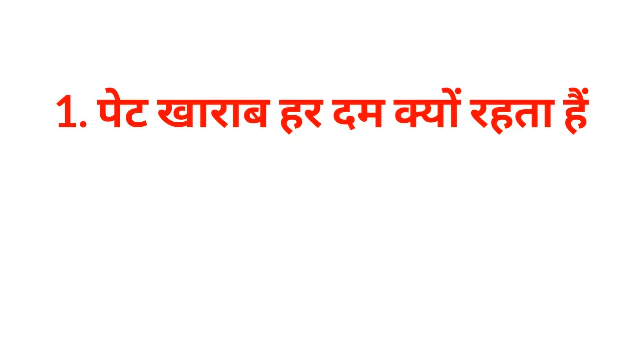 1. पेट खाराब हर दम क्यों रहता हैं